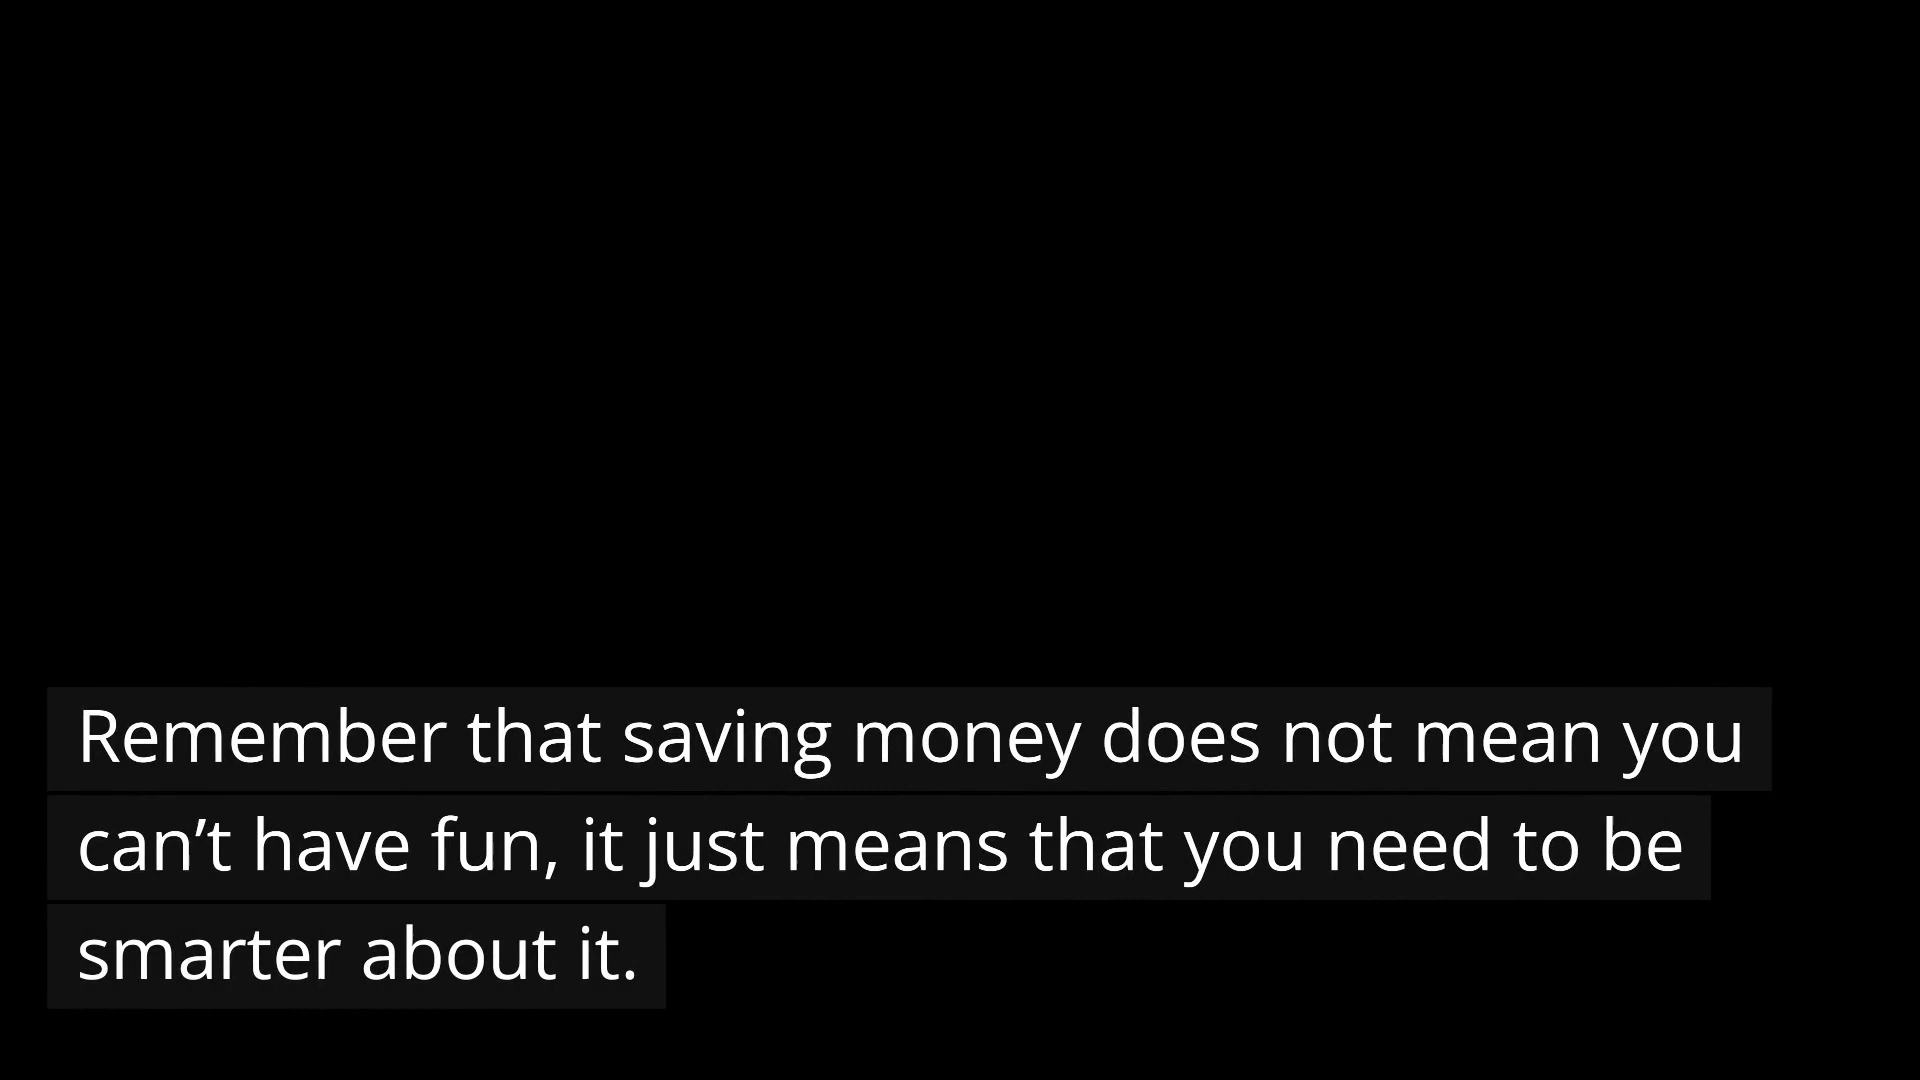 Remember that saving money does not mean you
can’t have fun, it just means that you need to be
smarter about it.